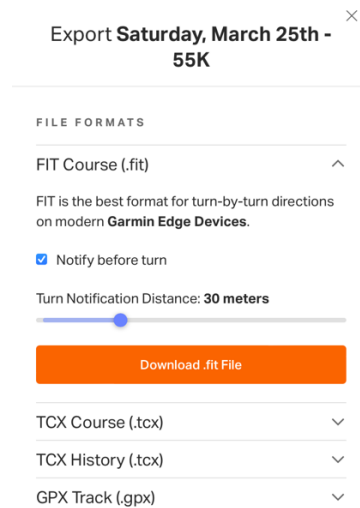 Export Saturday, March 25th -
55K
FILE FORMATS
FIT Course (.fit)
FIT is the best format for turn-by-turn directions
on modern Garmin Edge Devices.
Notify before turn
Turn Notification Distance: 30 meters
Download .fit File
TCX Course (.tcx)
TCX History (.tcx)
GPX Track (.gpx)